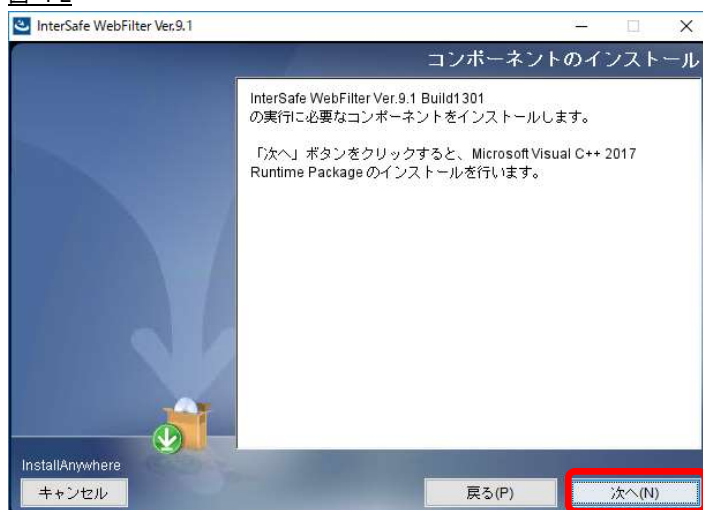 InterSafe WebFilter Ver.9.1
コンポーネントのインストール
InterSafe WebFilter Ver.9.1 Build1301
の実行に必要なコンポーネントをインストールします。
「次へ」ボタンをクリックすると、Microsoft Visual C++ 2017
Runtime Package のインストールを行います。
InstallAnywhere
キャンセル
戻る(P)
次へ(N)